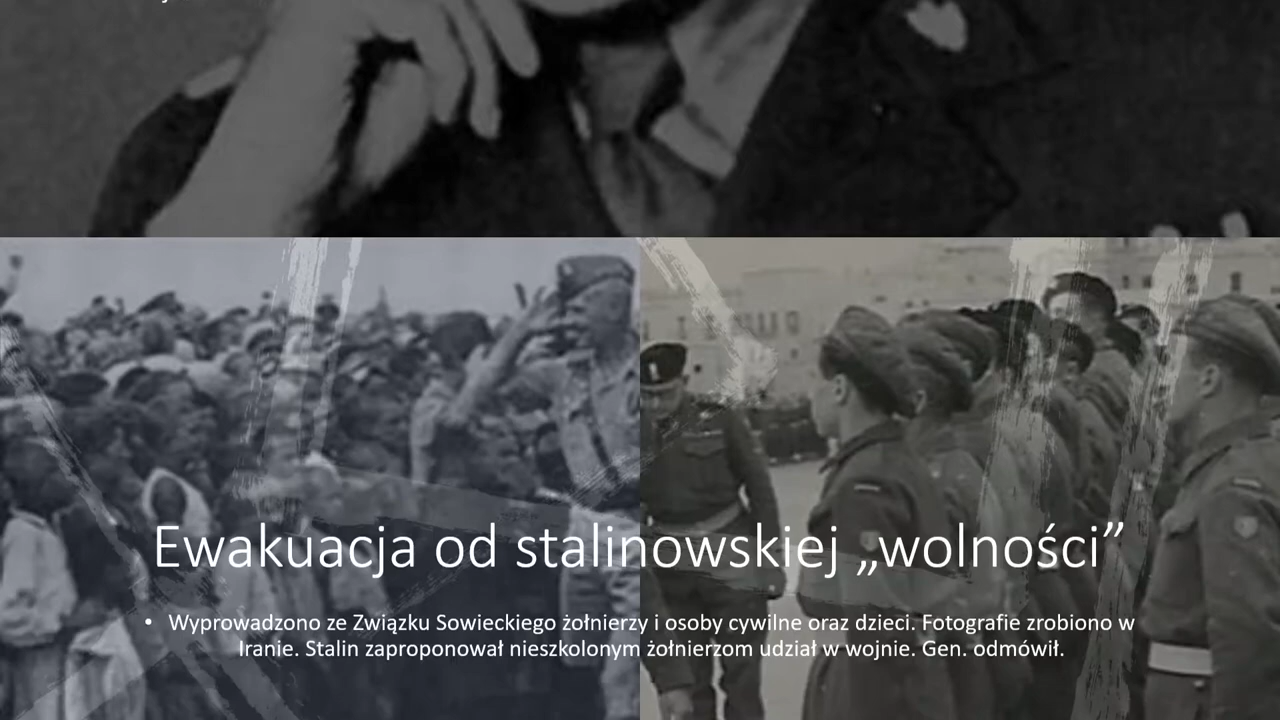 Ewakuacja od stalinowskiej „wolności”
• Wyprowadzono ze Związku Sowieckiego żołnierzy i osoby cywilne oraz dzieci. Fotografie zrobiono w
Iranie. Stalin zaproponował nieszkolonym żołnierzom udział w wojnie. Gen. odmówił.